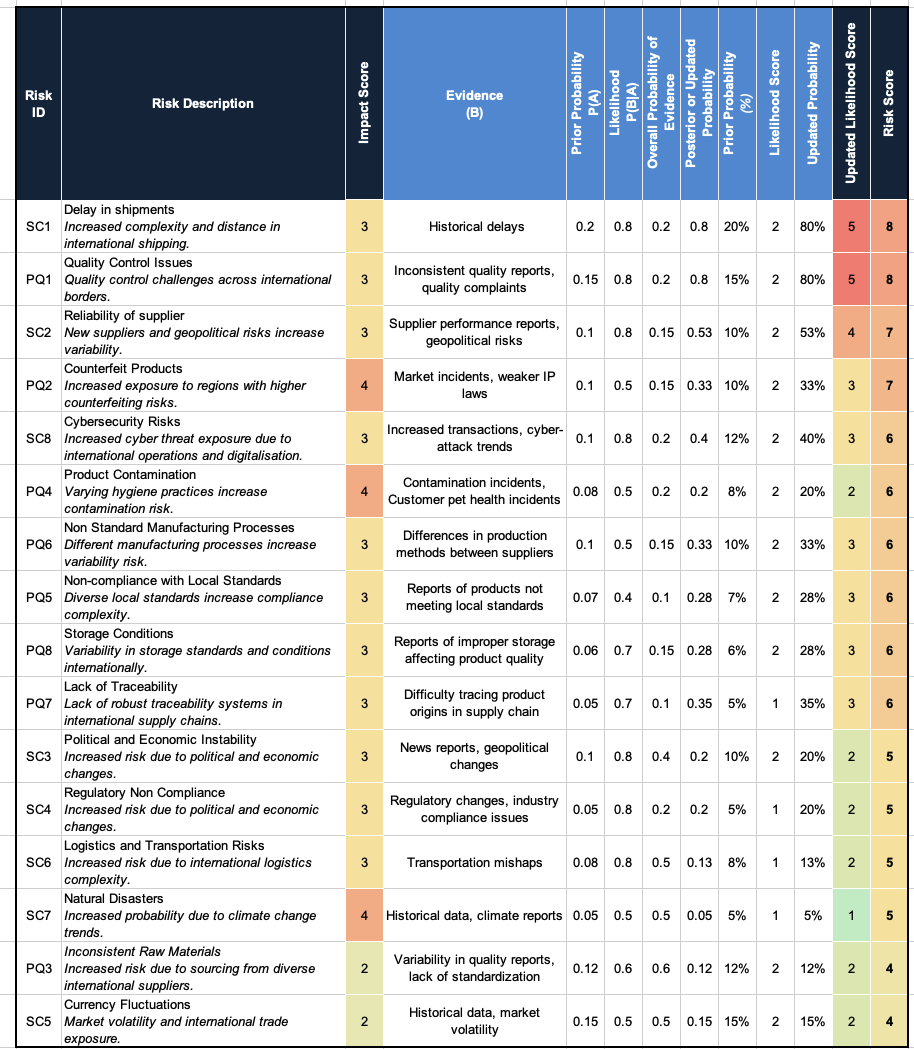 Risk ID
Risk Description
Impact Score
Evidence (B)
Prior Probability P(A)
Likelihood P(B|A)
Overall Probability of Evidence
Posterior or Updated Probability
Prior Probability (%)
Likelihood Score
Updated Probability
Updated Likelihood Score
Risk Score
Delay in shipments
SC1 Increased complexity and distance in 3 Historical delays 0.2 0.8 0.2 0.8 20% 2 80% 5 8
international shipping.
Quality Control Issues
PQ1 Quality control challenges across international 3 Inconsistent quality reports, quality complaints 0.15 0.8 0.2 0.8 15% 2 80% 5 8
borders.
Reliability of supplier
SC2 New suppliers and geopolitical risks increase 3 Supplier performance reports, geopolitical risks 0.1 0.8 0.15 0.53 10% 2 53% 4 7
variability.
Counterfeit Products
PQ2 Increased exposure to regions with higher 4 Market incidents, weaker IP laws 0.1 0.5 0.15 0.33 10% 2 33% 3 7
counterfeiting risks.
Cybersecurity Risks
SC8 Increased cyber threat exposure due to 3 Increased transactions, cyber-attack trends 0.1 0.8 0.2 0.4 12% 2 40% 3 6
international operations and digitalisation.
Product Contamination
PQ4 Varying hygiene practices increase 4 Contamination incidents, Customer pet health incidents 0.08 0.5 0.2 0.2 8% 2 20% 2 6
contamination risk.
Non Standard Manufacturing Processes
PQ6 Different manufacturing processes increase 3 Differences in production methods between suppliers 0.1 0.5 0.15 0.33 10% 2 33% 3 6
variability risk.
Non-compliance with Local Standards
PQ5 Diverse local standards increase compliance 3 Reports of products not meeting local standards 0.07 0.4 0.1 0.28 7% 2 28% 3 6
complexity.
Storage Conditions
PQ8 Variability in storage standards and conditions 3 Reports of improper storage affecting product quality 0.06 0.7 0.15 0.28 6% 2 28% 3 6
internationally.
Lack of Traceability
PQ7 Lack of robust traceability systems in 3 Difficulty tracing product origins in supply chain 0.05 0.7 0.1 0.35 5% 1 35% 3 6
international supply chains.
Political and Economic Instability
SC3 Increased risk due to political and economic 3 News reports, geopolitical changes 0.1 0.8 0.4 0.2 10% 2 20% 2 5
changes.
Regulatory Non Compliance
SC4 Increased risk due to political and economic 3 Regulatory changes, industry compliance issues 0.05 0.8 0.2 0.2 5% 1 20% 2 5
changes.
Logistics and Transportation Risks
SC6 Increased risk due to international logistics 3 Transportation mishaps 0.08 0.8 0.5 0.13 8% 1 13% 2 5
complexity.
Natural Disasters
SC7 Increased probability due to climate change 4 Historical data, climate reports 0.05 0.5 0.5 0.05 5% 1 5% 1 5
trends.
Inconsistent Raw Materials
PQ3 Increased risk due to sourcing from diverse 2 Variability in quality reports, lack of standardization 0.12 0.6 0.6 0.12 12% 2 12% 2 4
international suppliers.
Currency Fluctuations
SC5 Market volatility and international trade 2 Historical data, market volatility 0.15 0.5 0.5 0.15 15% 2 15% 2 4
exposure.